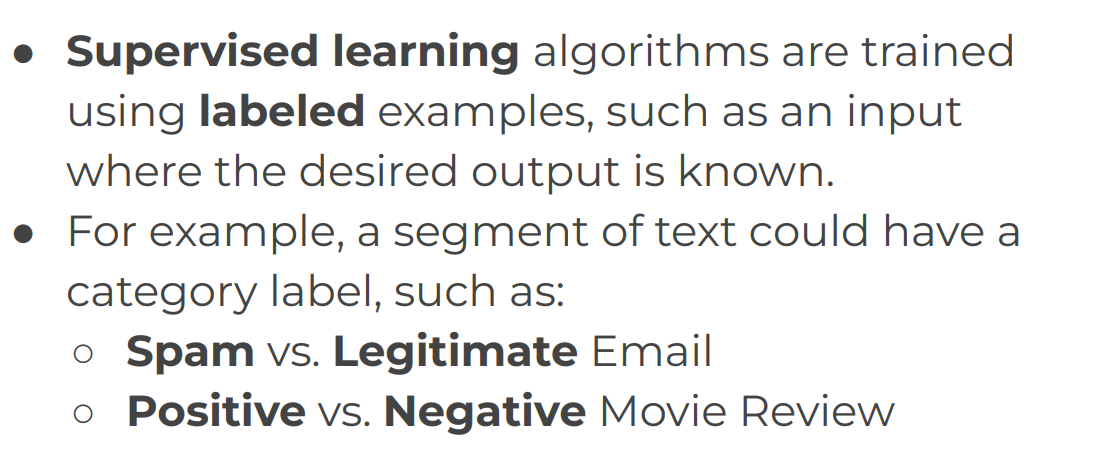 ● Supervised learning algorithms are trained
using labeled examples, such as an input
where the desired output is known.
● For example, a segment of text could have a
category label, such as:
○ Spam vs. Legitimate Email
○ Positive vs. Negative Movie Review